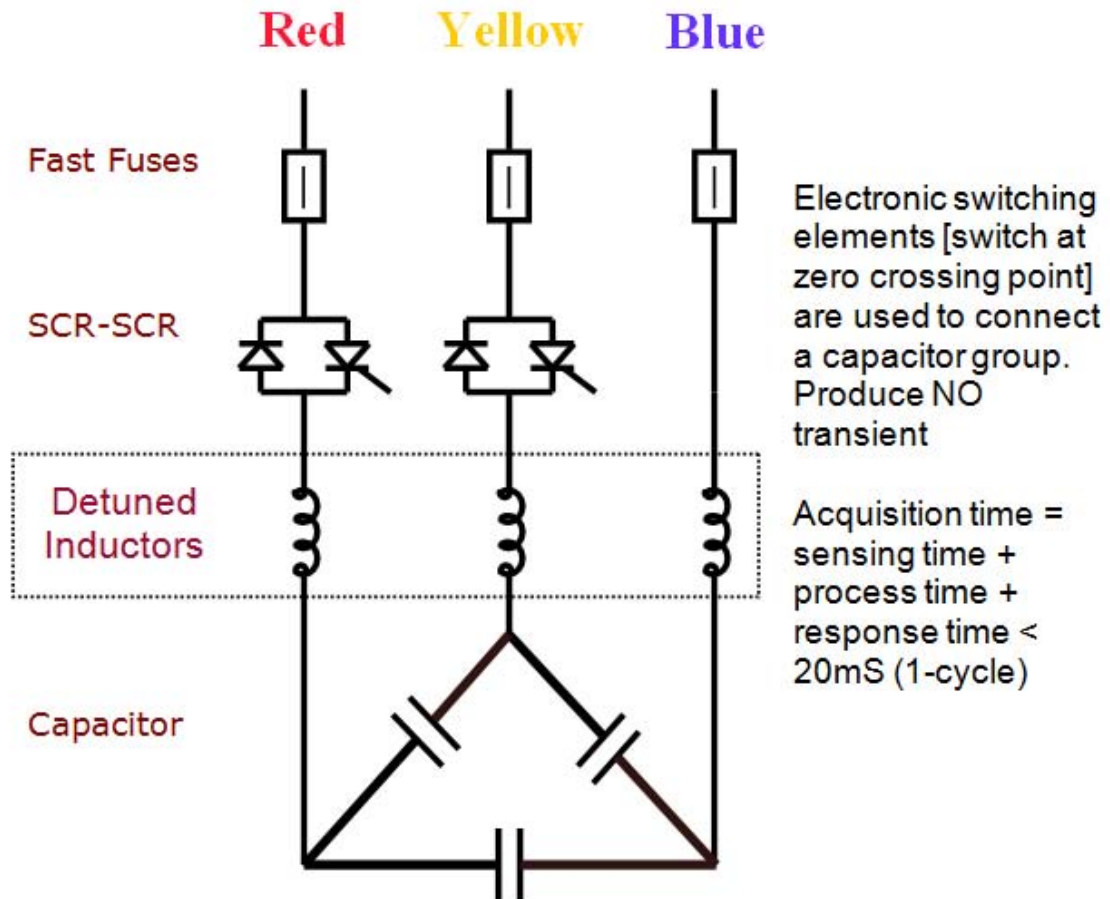 Red Yellow Blue
Fast Fuses
SCR-SCR
Detuned
Inductors
Capacitor
Electronic switching
elements [switch at
zero crossing point]
are used to connect
a capacitor group.
Produce NO
transient
Acquisition time =
sensing time +
process time +
response time <
20mS (1-cycle)